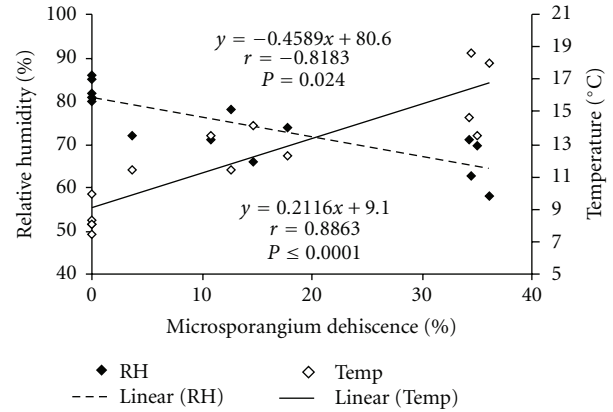 100
90
80
70
60
50
40
Relative humidity (%)
y = −0.4589x + 80.6
r = −0.8183
P = 0.024
y = 0.2116x + 9.1
r = 0.8863
P ≤ 0.0001
21
19
17
15
13
11
9
7
5
Temperature (°C)
0 10 20 30 40
Microsporangium dehiscence (%)
RH Temp
Linear (RH) Linear (Temp)